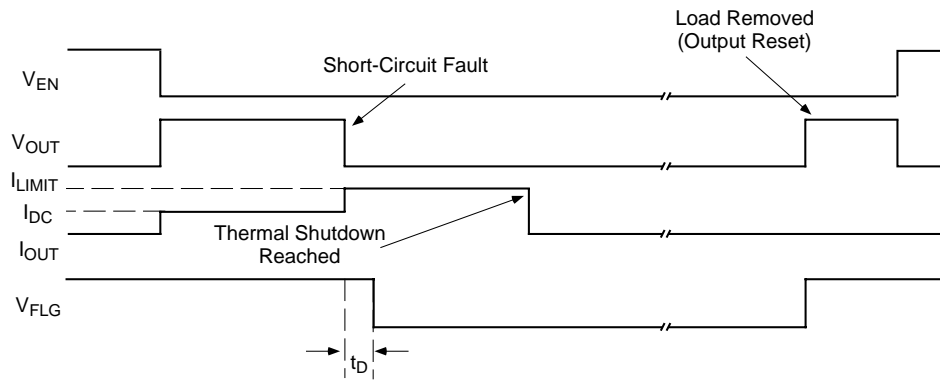 Load Removed
(Output Reset)
Short-Circuit Fault
VEN
VOUT
ILIMIT
IDC
Thermal Shutdown
Reached
IOUT
VFLG
tD